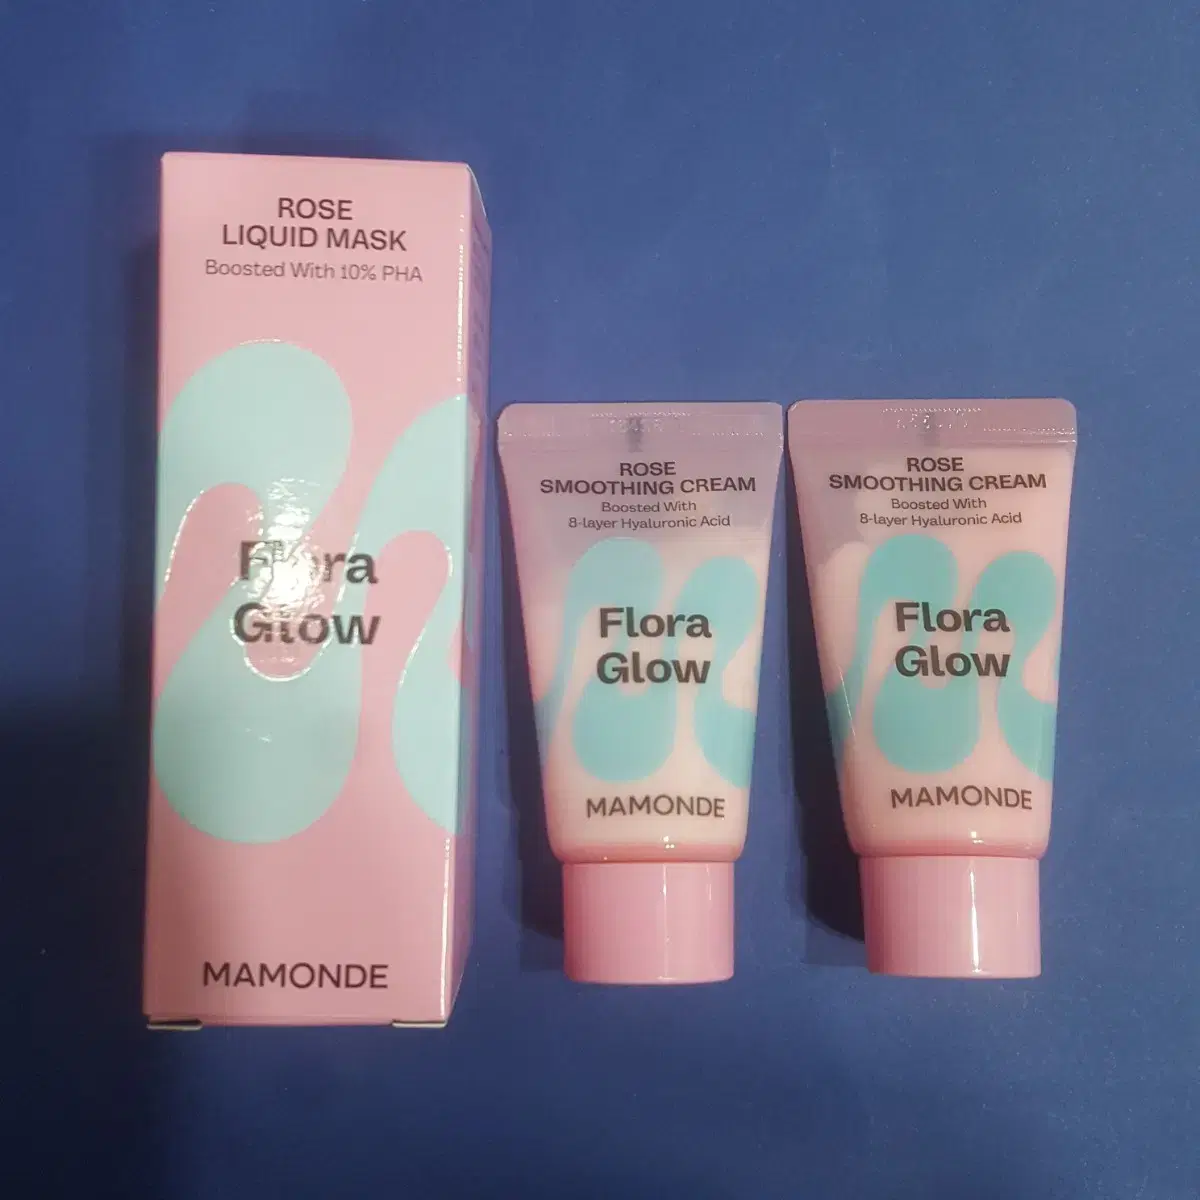 ROSE
LIQUID MASK
Boosted With 10% PHA
Flora
Glow
MAMONDE
ROSE
SMOOTHING CREAM
Boosted With
8-layer Hyaluronic Acid
Flora
Glow
MAMONDE
ROSE
SMOOTHING CREAM
Boosted With
8-layer Hyaluronic Acid
Flora
Glow
MAMONDE